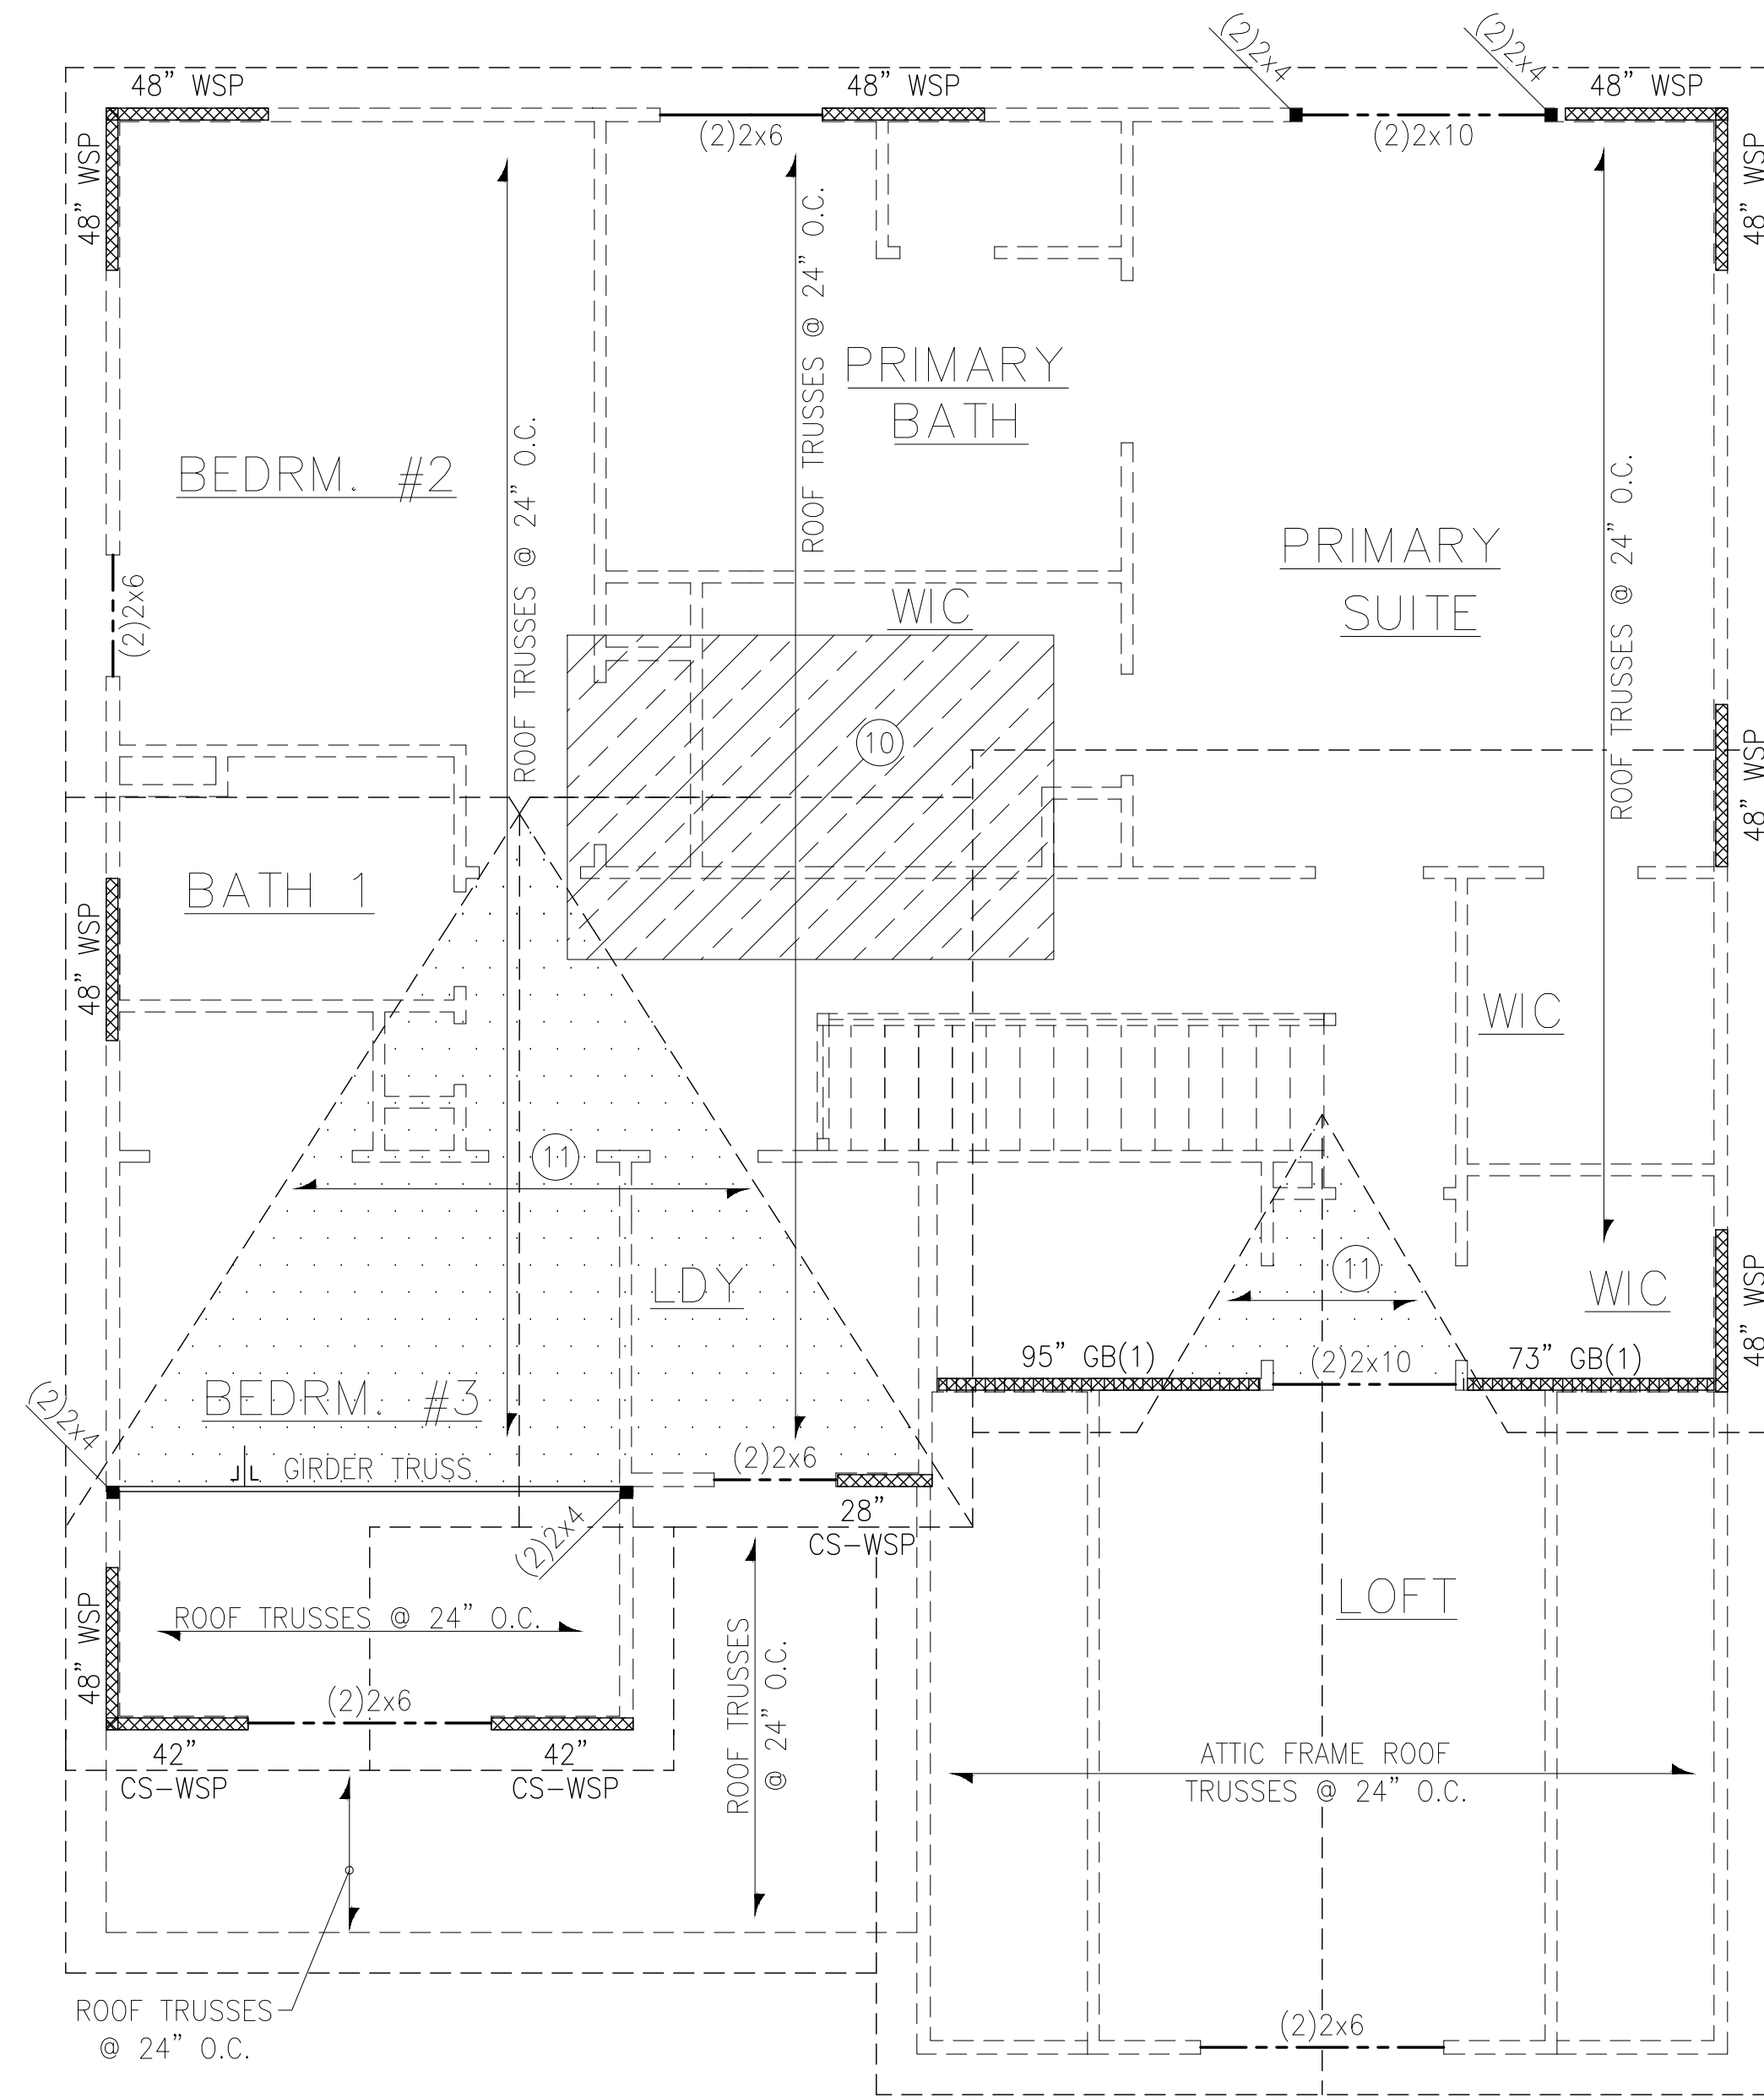 (2)2x4
(2)2x4
48" WSP
48" WSP
48" WSP
48" WSP
(2)2x6
(2)2x10
48" WSP
ROOF TRUSSES @ 24" O.C.
ROOF TRUSSES @ 24" O.C.
ROOF TRUSSES @ 24" O.C.
PRIMARY
BATH
BEDRM. #2
PRIMARY
SUITE
(2)2x6
WIC
10
48" WSP
BATH 1
48" WSP
WIC
11
LDY
11
WIC
48" WSP
95" GB(1)
(2)2x10
73" GB(1)
BEDRM. #3
(2)2x4
GIRDER TRUSS
(2)2x6
28"
CS-WSP
(2)2x4
48" WSP
ROOF TRUSSES @ 24" O.C.
ROOF TRUSSES
@ 24" O.C.
LOFT
(2)2x6
42"
CS-WSP
42"
CS-WSP
ATTIC FRAME ROOF
TRUSSES @ 24" O.C.
ROOF TRUSSES
@ 24" O.C.
(2)2x6